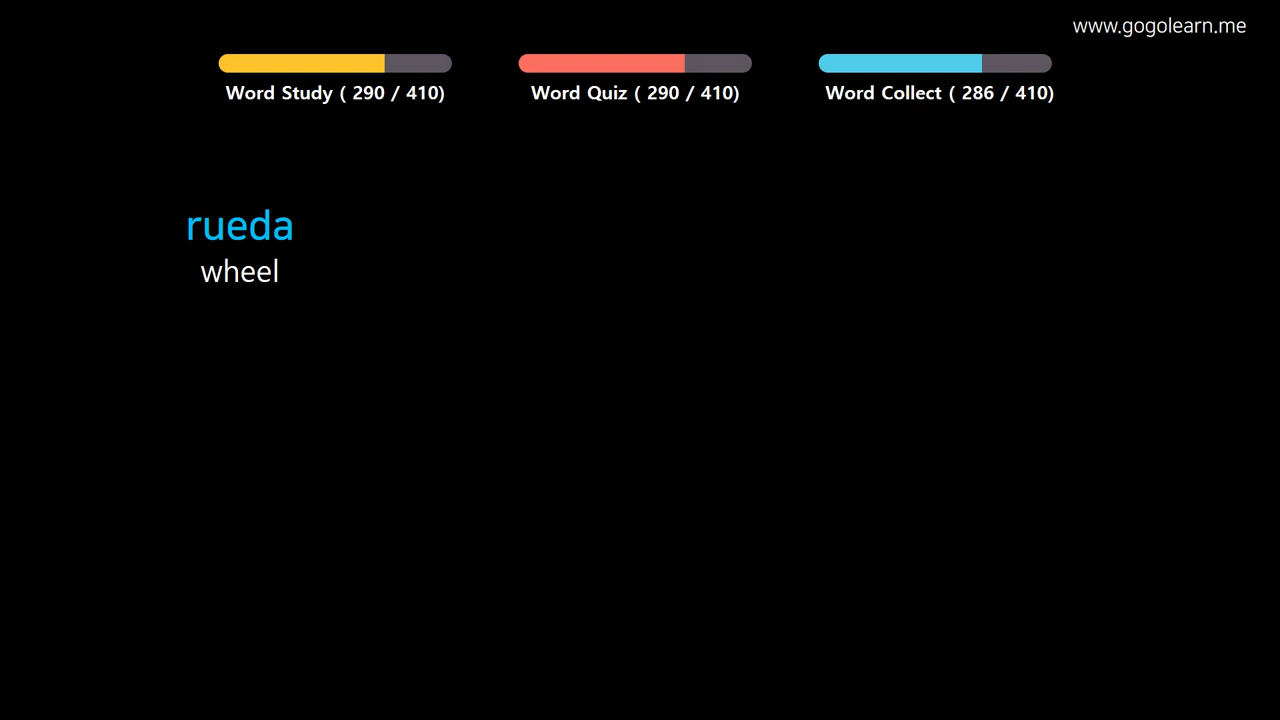 www.gogolearn.me
Word Study ( 290 / 410)
Word Quiz ( 290 / 410)
Word Collect ( 286 / 410)
rueda
wheel